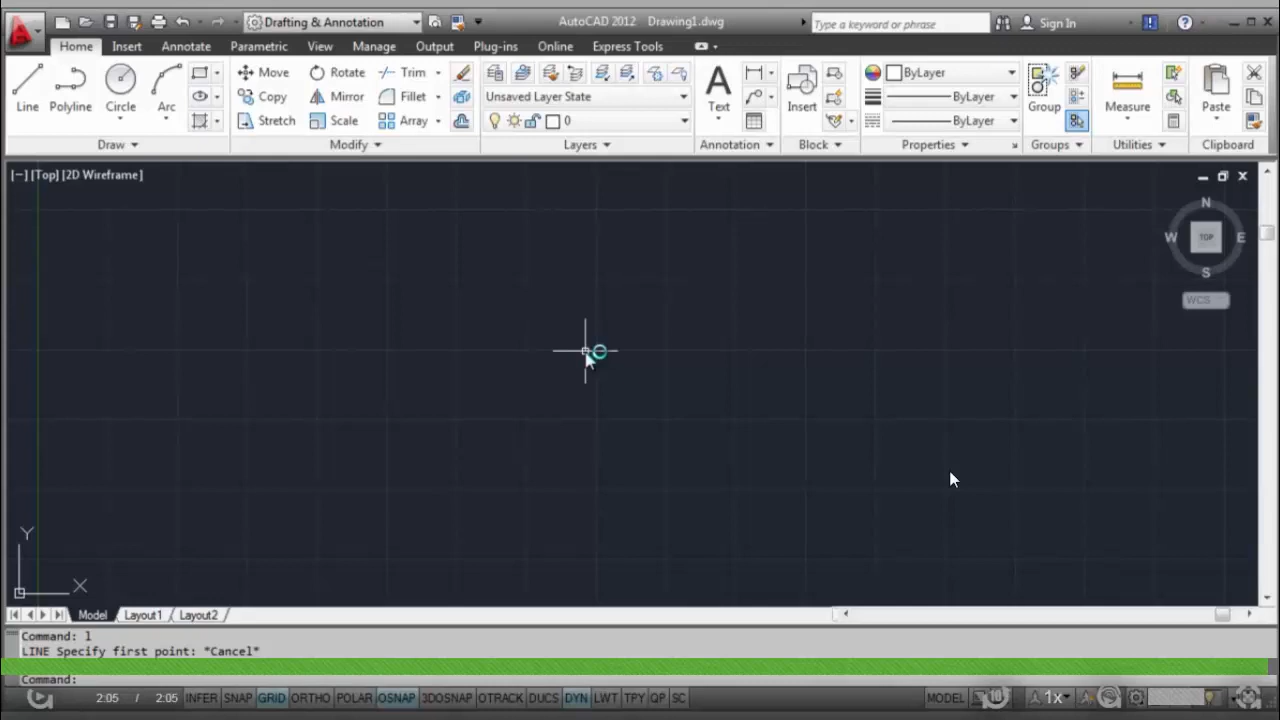 Drafting & Annotation AutoCAD 2012 Drawing1.dwg Type a keyword or phrase Sign In
Home Insert Annotate Parametric View Manage Output Plug-ins Online Express Tools
Line Polyline Circle Arc
Move Rotate Trim
Copy Mirror Fillet
Stretch Scale Array
Unsaved Layer State
0
Text
Insert
ByLayer
ByLayer
ByLayer
Group
Measure
Paste
Draw Modify Layers Annotation Block Properties Groups Utilities Clipboard
[−] [Top] [2D Wireframe]
N
W TOP E
S
WCS
Y
X
Model Layout1 Layout2
Command: l
LINE Specify first point: *Cancel*
Command:
2:05 / 2:05 INFER SNAP GRID ORTHO POLAR OSNAP 3DOSNAP OTRACK DUCS DYN LWT TPY QP SC MODEL 10 1x